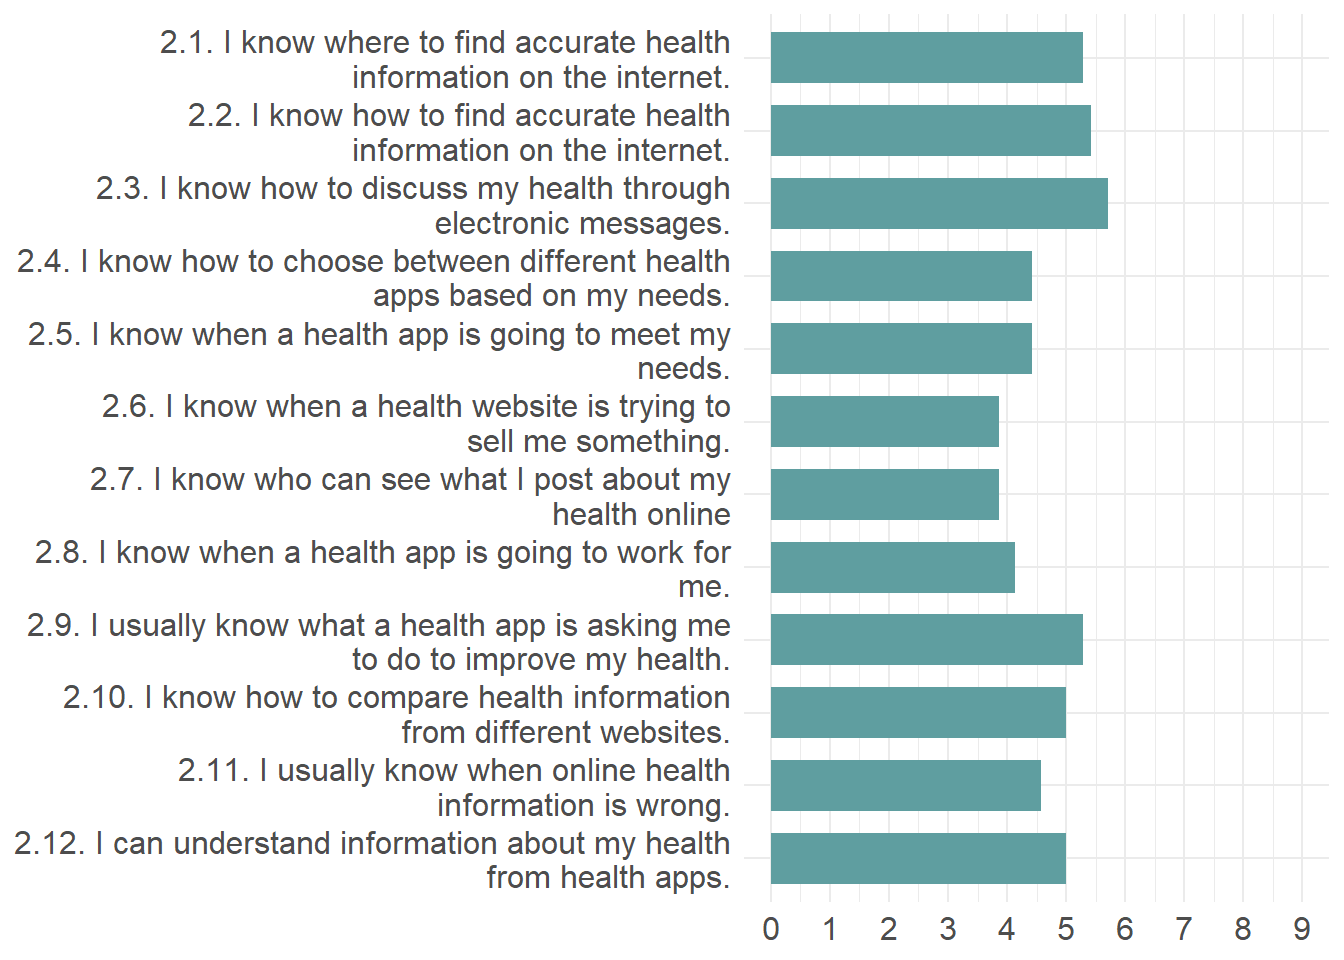 2.1. I know where to find accurate health
information on the internet.
2.2. I know how to find accurate health
information on the internet.
2.3. I know how to discuss my health through
electronic messages.
2.4. I know how to choose between different health
apps based on my needs.
2.5. I know when a health app is going to meet my
needs.
2.6. I know when a health website is trying to
sell me something.
2.7. I know who can see what I post about my
health online
2.8. I know when a health app is going to work for
me.
2.9. I usually know what a health app is asking me
to do to improve my health.
2.10. I know how to compare health information
from different websites.
2.11. I usually know when online health
information is wrong.
2.12. I can understand information about my health
from health apps.
0 1 2 3 4 5 6 7 8 9